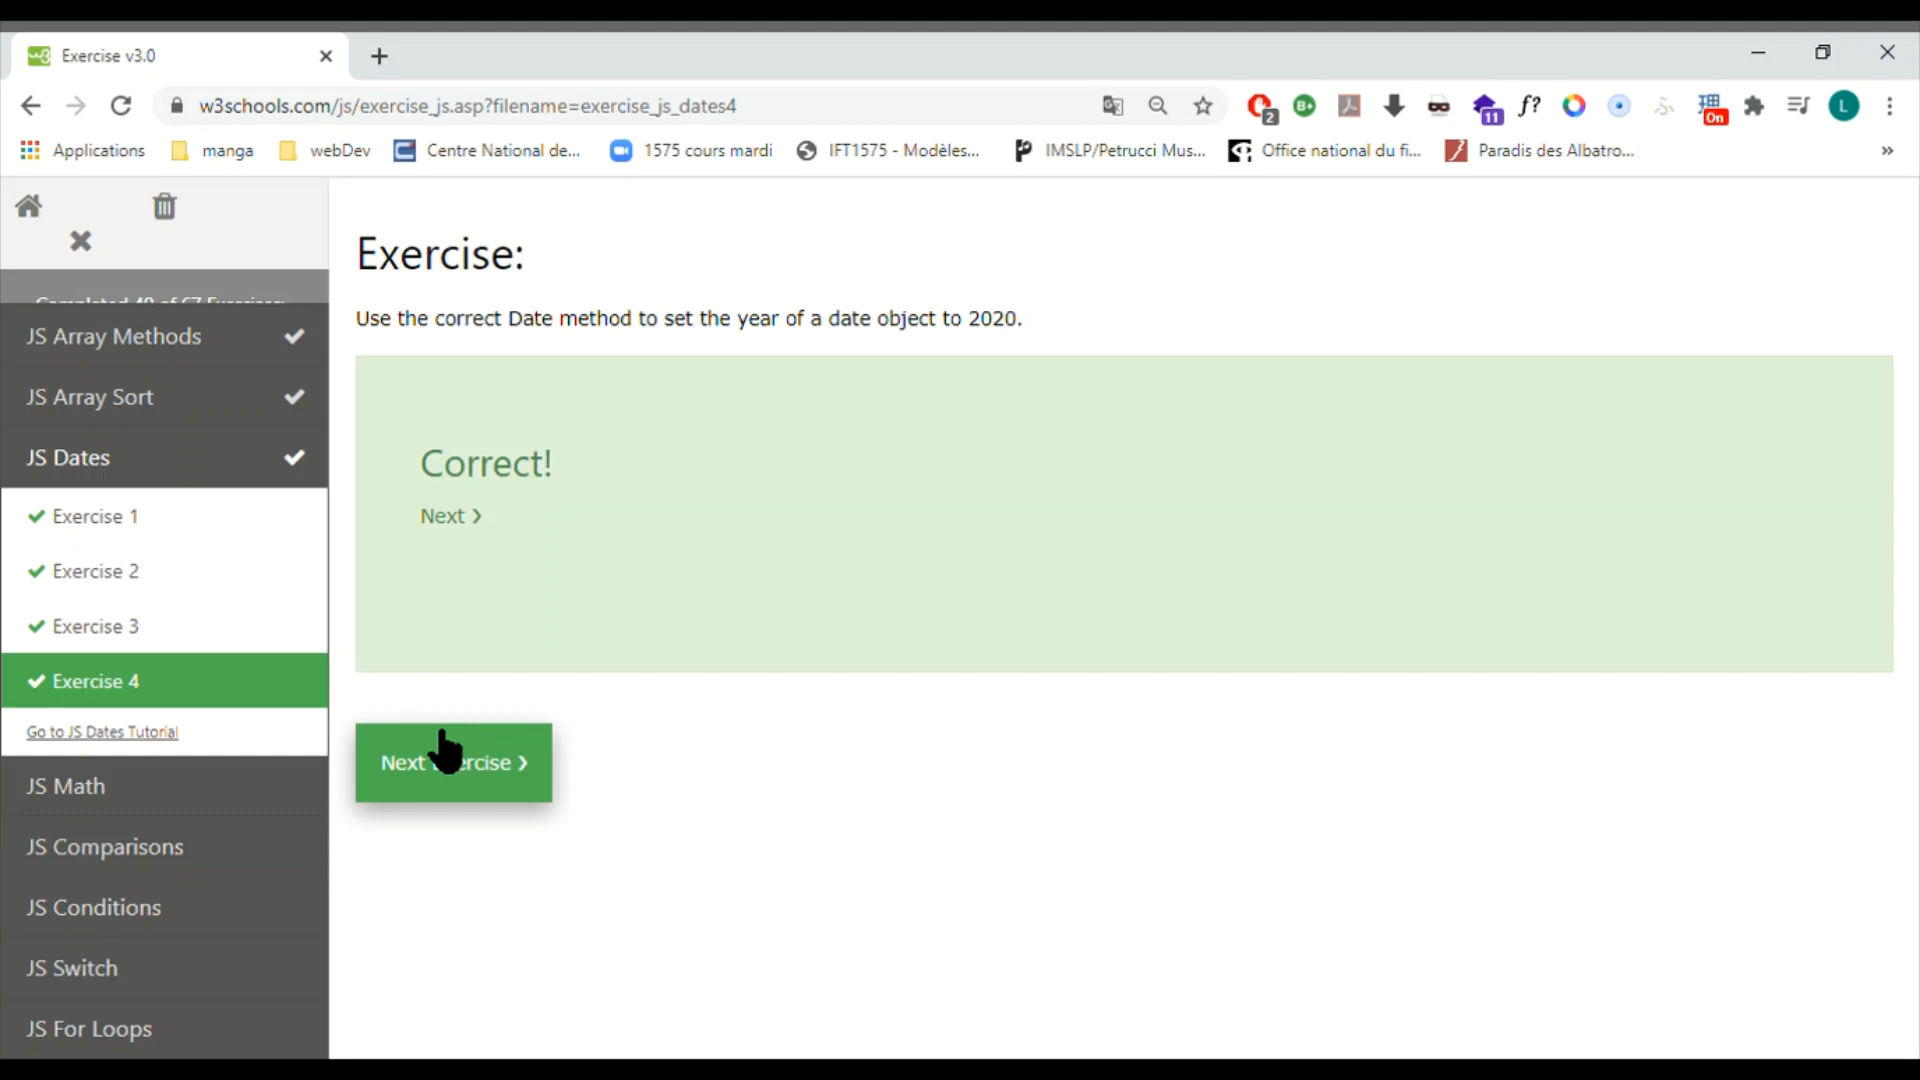 Exercise v3.0
w3schools.com/js/exercise_js.asp?filename=exercise_js_dates4
2
11
f?
On
L
Applications
manga
webDev
Centre National de...
1575 cours mardi
IFT1575 - Modèles...
IMSLP/Petrucci Mus...
Office national du fi...
Paradis des Albatro...
»
JS Array Methods
JS Array Sort
JS Dates
Exercise 1
Exercise 2
Exercise 3
Exercise 4
Go to JS Dates Tutorial
JS Math
JS Comparisons
JS Conditions
JS Switch
JS For Loops
Exercise:
Use the correct Date method to set the year of a date object to 2020.
Correct!
Next ❯
Next Exercise ❯